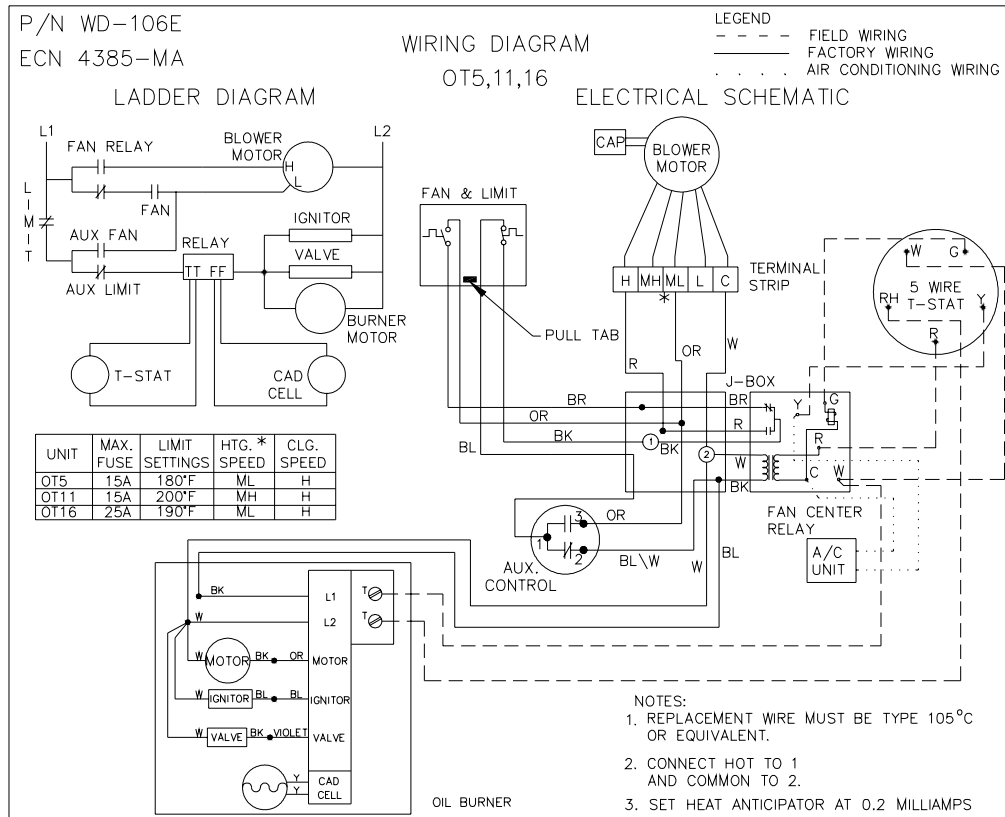 P/N WD-106E
ECN 4385-MA
WIRING DIAGRAM
OT5,11,16
LEGEND
FIELD WIRING
FACTORY WIRING
AIR CONDITIONING WIRING
LADDER DIAGRAM
L1
L2
FAN RELAY
BLOWER
MOTOR
H
L
FAN
LIMIT
AUX FAN
RELAY
TT FF
AUX LIMIT
IGNITOR
VALVE
BURNER
MOTOR
T-STAT
CAD
CELL
ELECTRICAL SCHEMATIC
CAP
BLOWER
MOTOR
FAN & LIMIT
PULL TAB
H MH ML L C
*
TERMINAL
STRIP
W G
RH 5 WIRE Y
T-STAT
R
R
OR
W
J-BOX
BR BR
OR
R
BK 1 BK
2
W
BK
BL
Y G
R
C W
FAN CENTER
RELAY
A/C
UNIT
1
3
2
OR
BL\W
W
BL
AUX.
CONTROL
UNIT MAX. FUSE LIMIT SETTINGS HTG.* SPEED CLG. SPEED
OT5 15A 180°F ML H
OT11 15A 200°F MH H
OT16 25A 190°F ML H
BK L1 T
W L2 T
W MOTOR BK OR MOTOR
W IGNITOR BL BL IGNITOR
W VALVE BK VIOLET VALVE
Y
Y
CAD
CELL
OIL BURNER
NOTES:
1. REPLACEMENT WIRE MUST BE TYPE 105°C
OR EQUIVALENT.
2. CONNECT HOT TO 1
AND COMMON TO 2.
3. SET HEAT ANTICIPATOR AT 0.2 MILLIAMPS